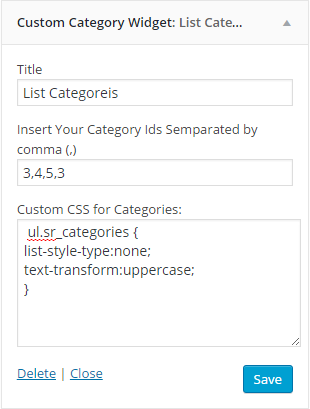 Custom Category Widget: List Cate...
Title
List Categoreis
Insert Your Category Ids Semparated by
comma (,)
3,4,5,3
Custom CSS for Categories:
ul.sr_categories {
list-style-type:none;
text-transform:uppercase;
}
Delete | Close
Save